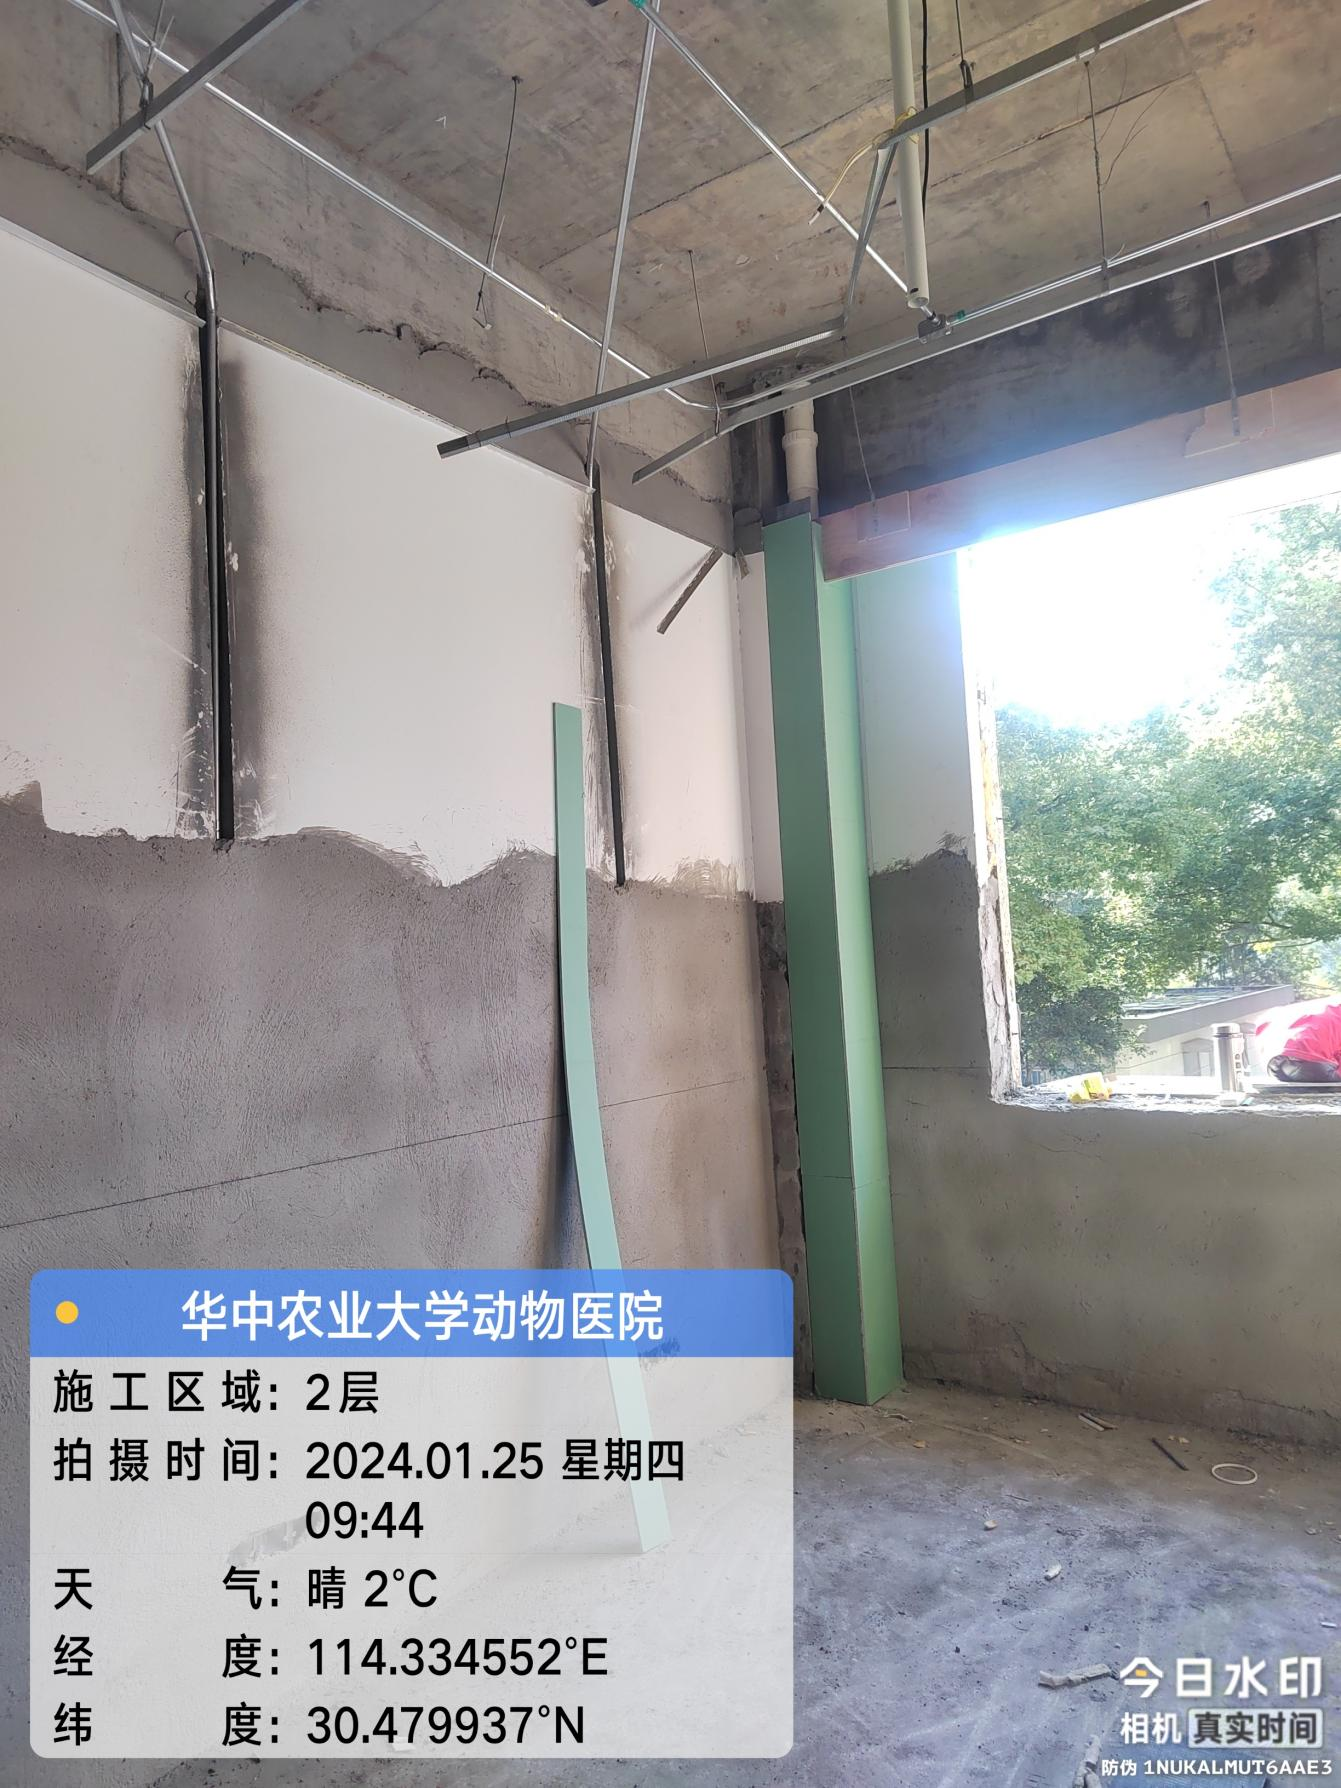 华中农业大学动物医院
施工区域：2层
拍摄时间：2024.01.25 星期四
09:44
天气：晴 2°C
经度：114.334552°E
纬度：30.479937°N
今日水印
相机 真实时间
防伪 1NUKALMUT6AAE3